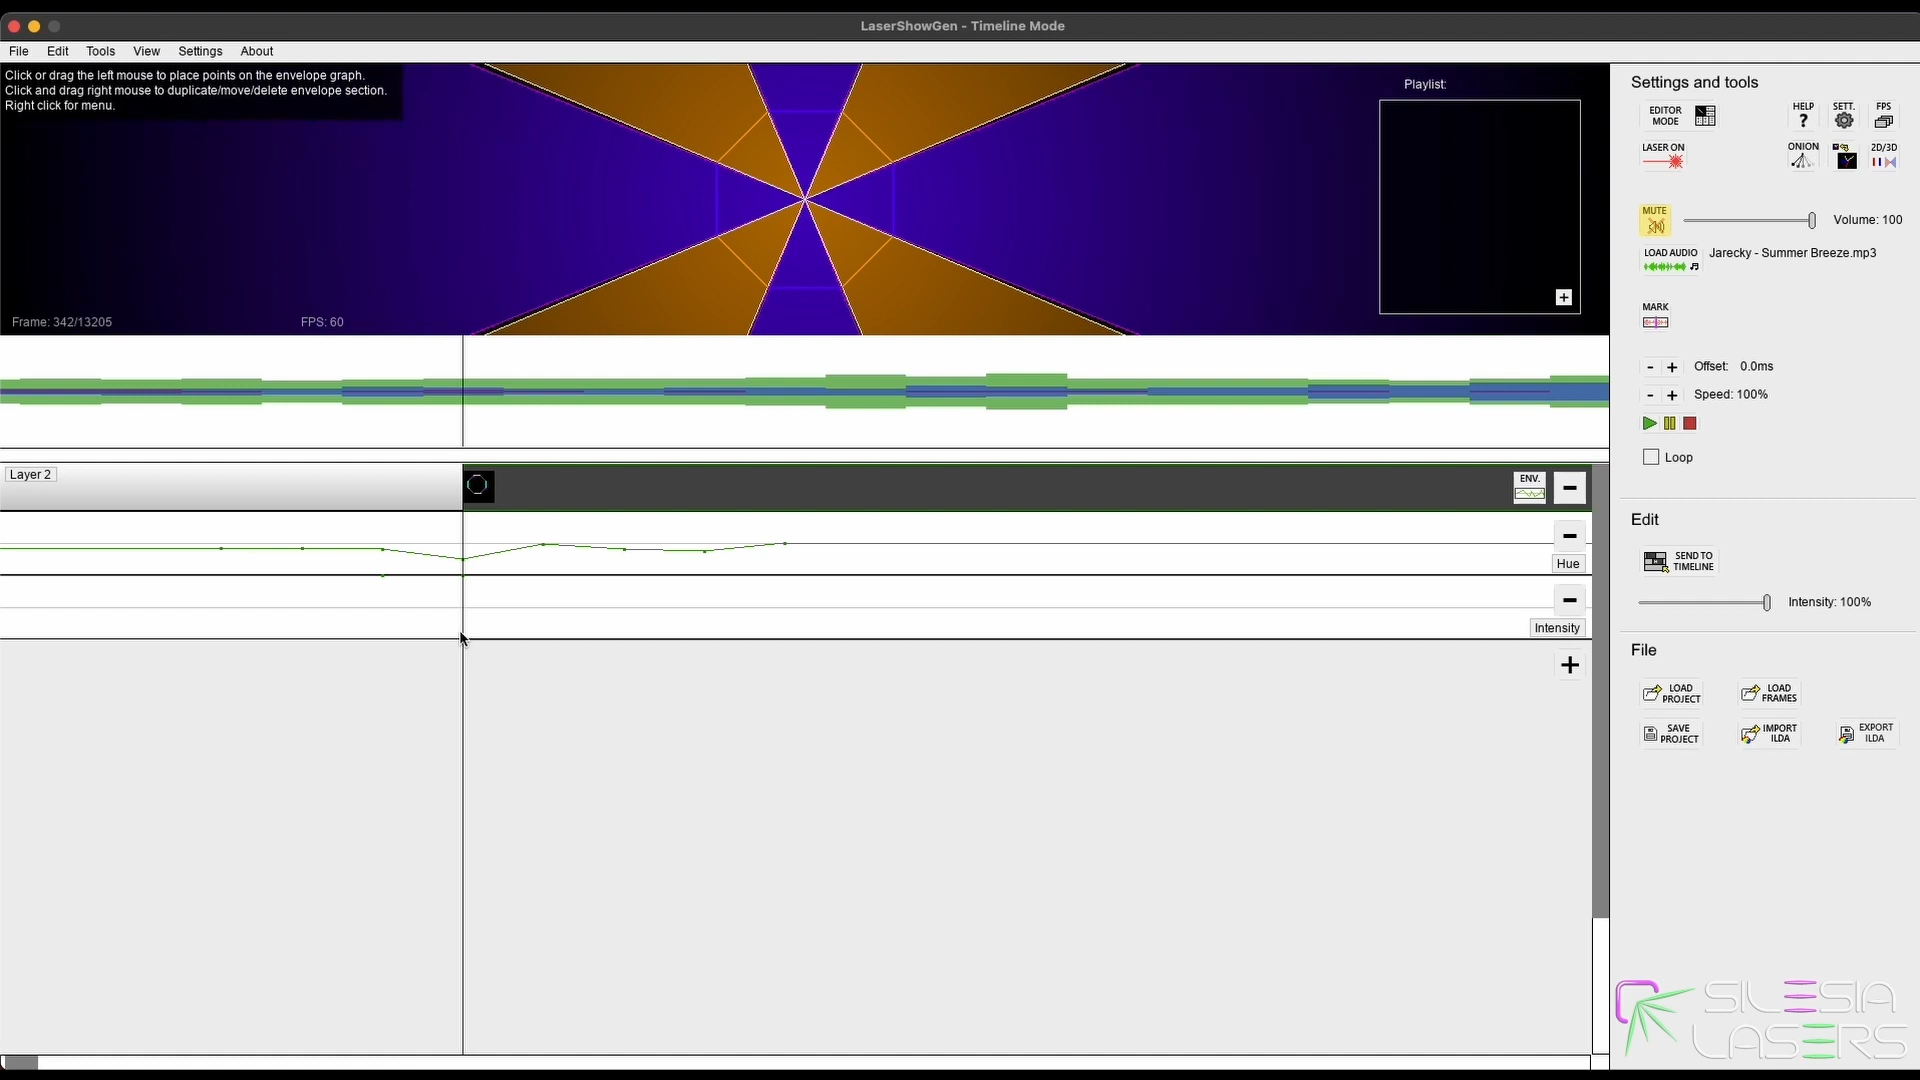 LaserShowGen - Timeline Mode
File Edit Tools View Settings About
Click or drag the left mouse to place points on the envelope graph.
Click and drag right mouse to duplicate/move/delete envelope section.
Right click for menu.
Playlist:
+
Frame: 342/13205
FPS: 60
Layer 2
ENV.
Hue
Intensity
+
Settings and tools
EDITOR
MODE
HELP
?
SETT.
FPS
LASER ON
ONION
2D/3D
MUTE
Volume: 100
LOAD AUDIO
Jarecky - Summer Breeze.mp3
MARK
- + Offset: 0.0ms
- + Speed: 100%
Loop
Edit
SEND TO
TIMELINE
Intensity: 100%
File
LOAD
PROJECT
LOAD
FRAMES
SAVE
PROJECT
IMPORT
ILDA
EXPORT
ILDA
SILESIA
LASERS